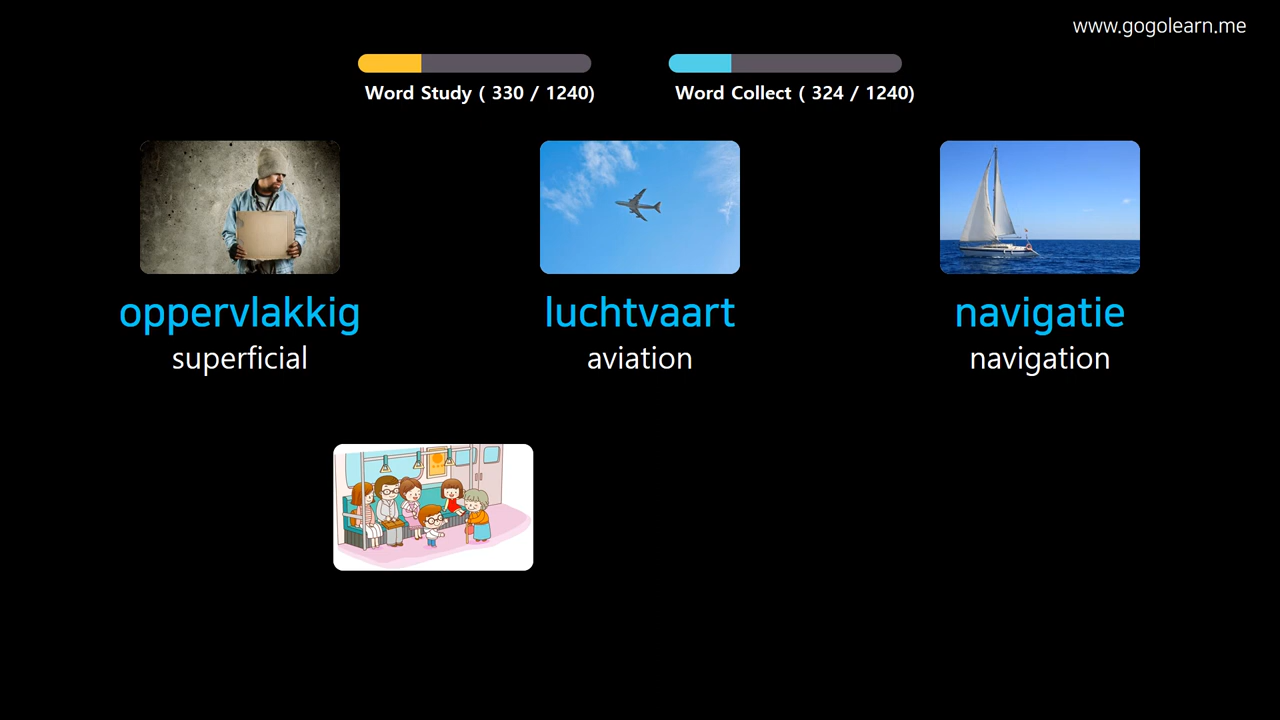 www.gogolearn.me
Word Study ( 330 / 1240)
Word Collect ( 324 / 1240)
oppervlakkig
superficial
luchtvaart
aviation
navigatie
navigation